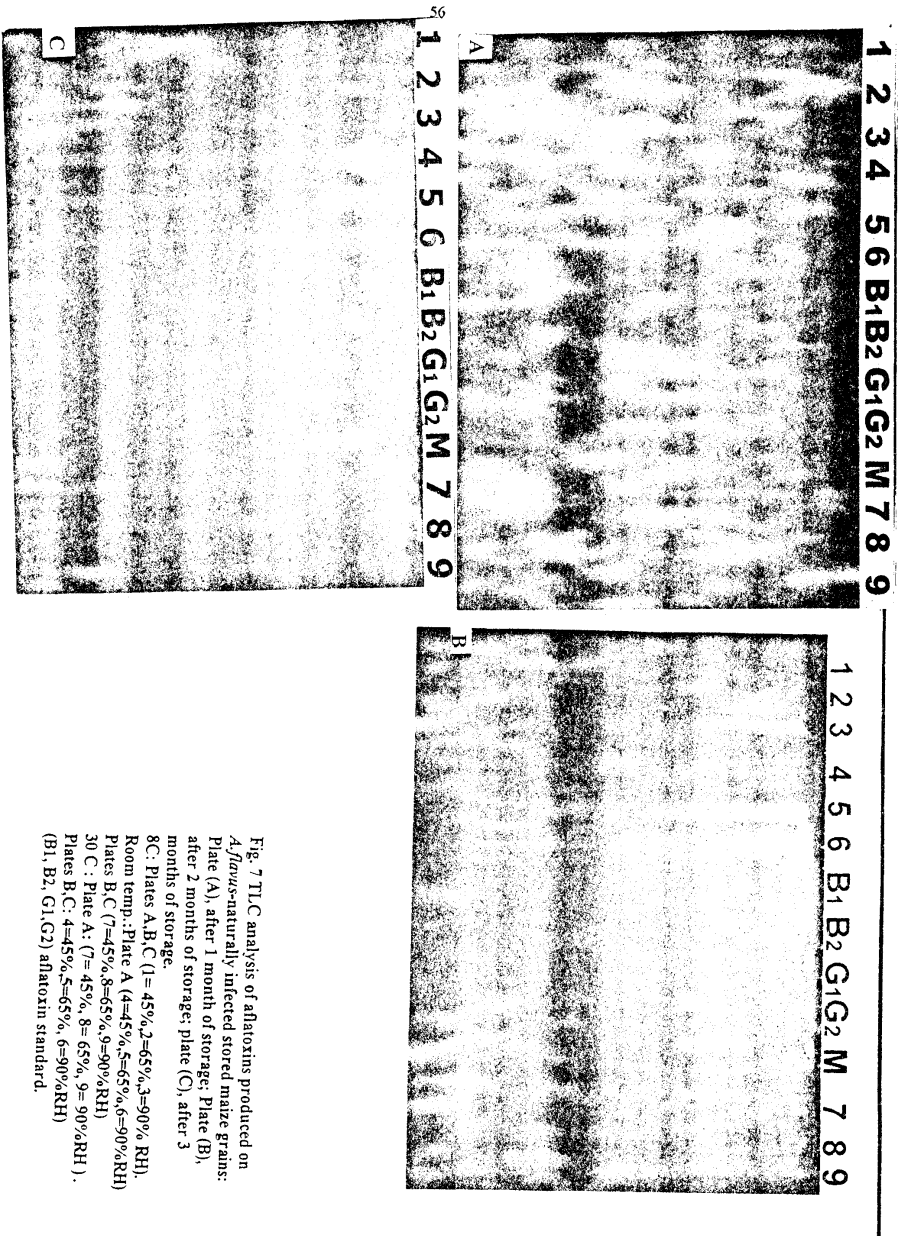 56
A
1 2 3 4 5 6 B1 B2 G1 G2 M 7 8 9
C
1 2 3 4 5 6 B1 B2 G1 G2 M 7 8 9
B
1 2 3 4 5 6 B1 B2 G1 G2 M 7 8 9
Fig. 7 TLC analysis of aflatoxins produced on
A.flavus-naturally infected stored maize grains:
Plate (A), after 1 month of storage; Plate (B),
after 2 months of storage; plate (C), after 3
months of storage.
8C: Plates A,B,C (1= 45%,2=65%,3=90% RH).
Room temp.:Plate A (4=45%,5=65%,6=90%RH)
Plates B,C (7=45%,8=65%,9=90%RH)
30 C : Plate A: (7= 45%, 8= 65%, 9= 90%RH ).
Plates B,C: 4=45%,5=65%, 6=90%RH)
(B1, B2, G1,G2) aflatoxin standard.